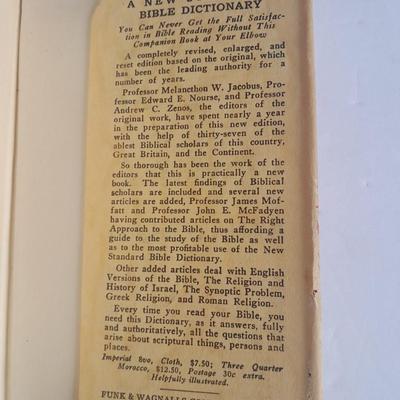 A NEW
BIBLE DICTIONARY
You Can Never Get the Full Satisfac-
tion in Bible Reading Without This
Companion Book at Your Elbow
A completely revised, enlarged, and
reset edition based on the original, which
has been the leading authority for a
number of years.
Professor Melancthon W. Jacobus, Pro-
fessor Edward E. Nourse, and Professor
Andrew C. Zenos, the editors of the
original work, have spent nearly a year
in the preparation of this new edition,
with the help of thirty-seven of the
ablest Biblical scholars of this country,
Great Britain, and the Continent.
So thorough has been the work of the
editors that this is practically a new
book. The latest findings of Biblical
scholars are included and several new
articles are added, Professor James Mof-
fatt and Professor John E. McFadyen
having contributed articles on The Right
Approach to the Bible, thus affording a
guide to the study of the Bible as well
as to the most profitable use of the New
Standard Bible Dictionary.
Other added articles deal with English
Versions of the Bible, The Religion and
History of Israel, The Synoptic Problem,
Greek Religion, and Roman Religion.
Every time you read your Bible, you
need this Dictionary, as it answers, fully
and authoritatively, all the questions that
arise about scriptural things, persons and
places.
Imperial 8vo, Cloth, $7.50; Three Quarter
Morocco, $12.50, Postage 30c extra.
Helpfully illustrated.
FUNK & WAGNALLS